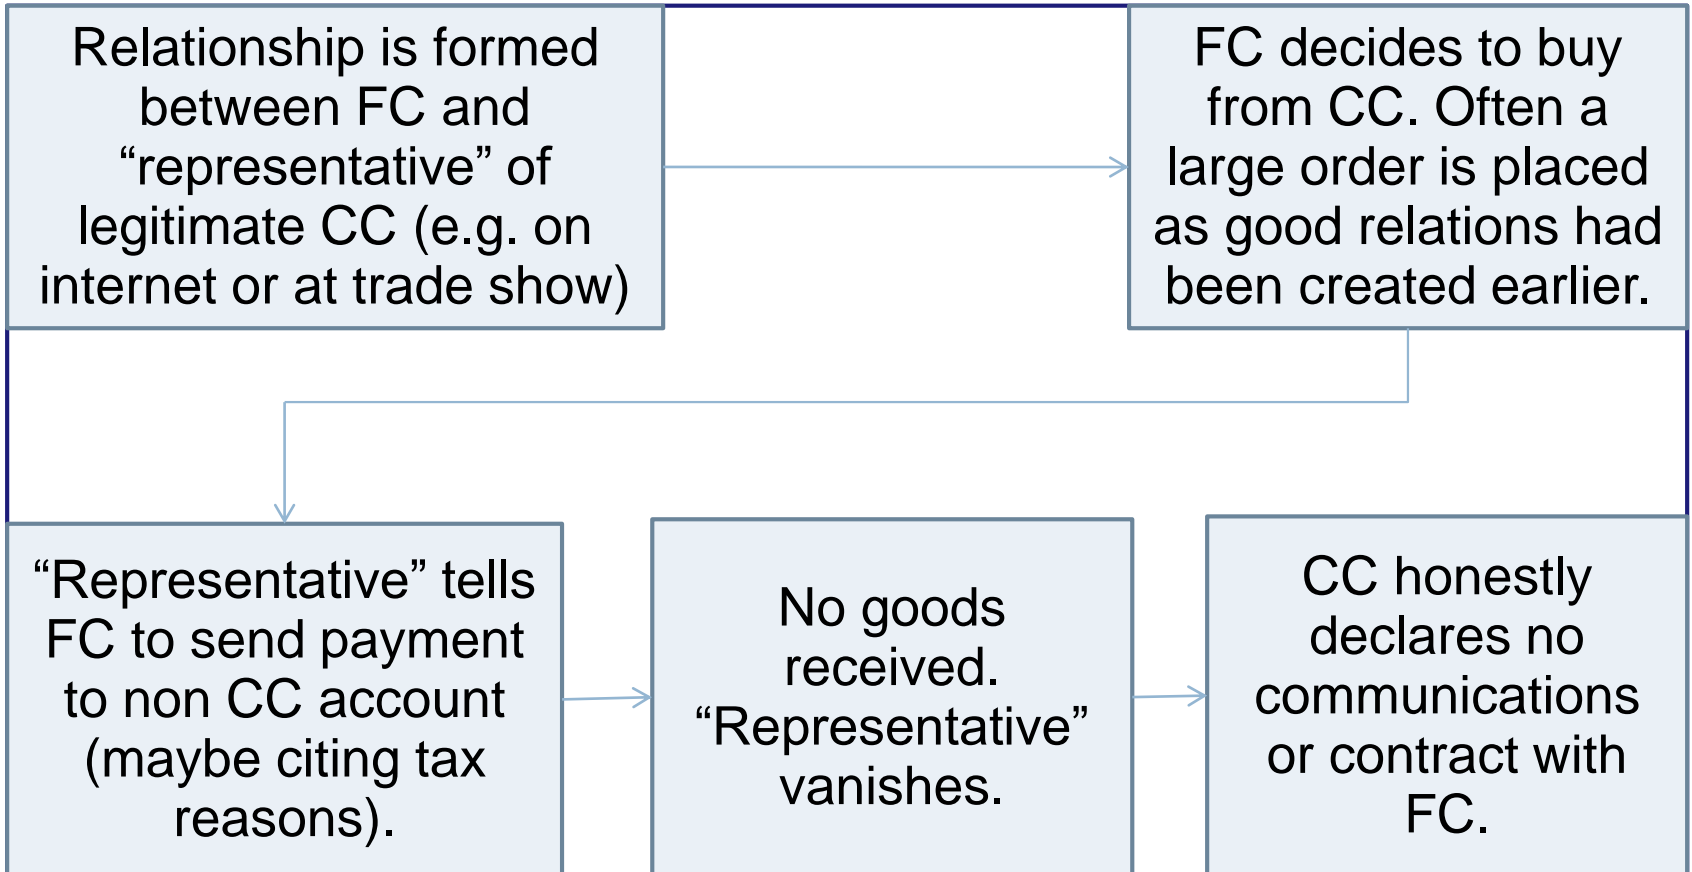 Relationship is formed
between FC and
“representative” of
legitimate CC (e.g. on
internet or at trade show)
FC decides to buy
from CC. Often a
large order is placed
as good relations had
been created earlier.
“Representative” tells
FC to send payment
to non CC account
(maybe citing tax
reasons).
No goods
received.
“Representative”
vanishes.
CC honestly
declares no
communications
or contract with
FC.